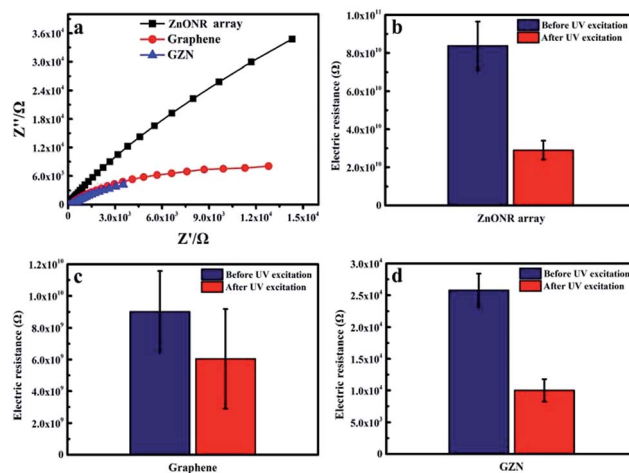 a
ZnONR array
Graphene
GZN
Z''/Ω
3.6x10⁴
3.0x10⁴
2.4x10⁴
1.8x10⁴
1.2x10⁴
6.0x10³
0
0
3.0x10³
6.0x10³
9.0x10³
1.2x10⁴
1.5x10⁴
Z'/Ω
b
Before UV excitation
After UV excitation
Electric resistance (Ω)
1.0x10¹¹
8.0x10¹⁰
6.0x10¹⁰
4.0x10¹⁰
2.0x10¹⁰
0
ZnONR array
c
Before UV excitation
After UV excitation
Electric resistance (Ω)
1.2x10¹⁰
1.0x10¹⁰
8.0x10⁹
6.0x10⁹
4.0x10⁹
2.0x10⁹
0
Graphene
d
Before UV excitation
After UV excitation
Electric resistance (Ω)
3.0x10⁴
2.5x10⁴
2.0x10⁴
1.5x10⁴
1.0x10⁴
5.0x10³
0
GZN